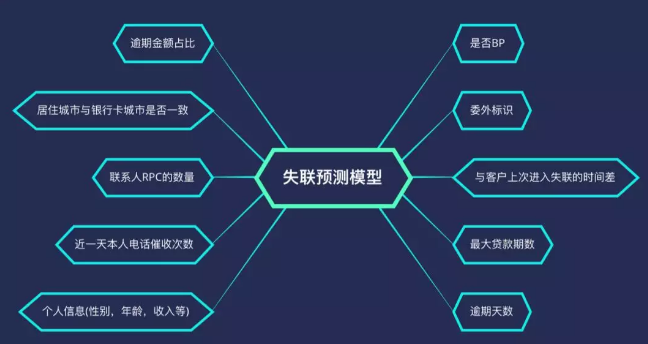 逾期金额占比
是否BP
居住城市与银行卡城市是否一致
委外标识
联系人RPC的数量
失联预测模型
与客户上次进入失联的时间差
近一天本人电话催收次数
最大贷款期数
个人信息(性别，年龄，收入等)
逾期天数